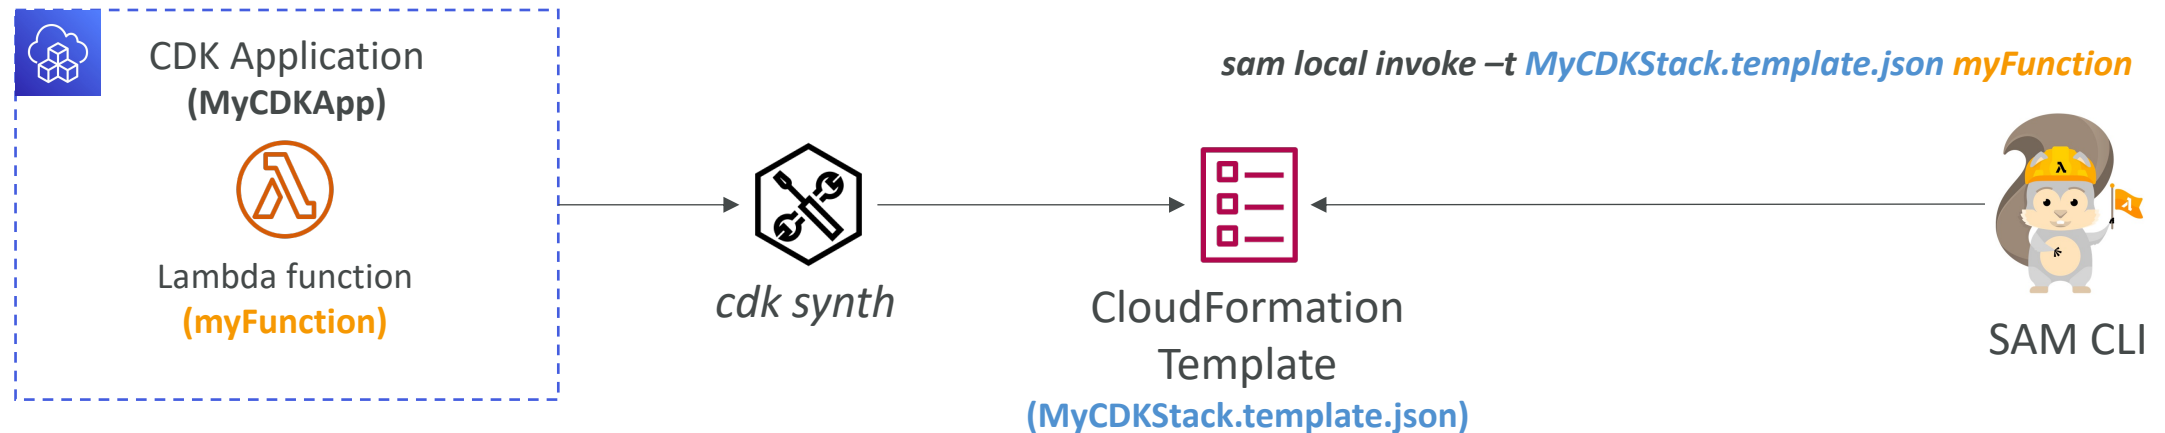 CDK Application
(MyCDKApp)
Lambda function
(myFunction)
cdk synth
CloudFormation
Template
(MyCDKStack.template.json)
sam local invoke –t MyCDKStack.template.json myFunction
SAM CLI